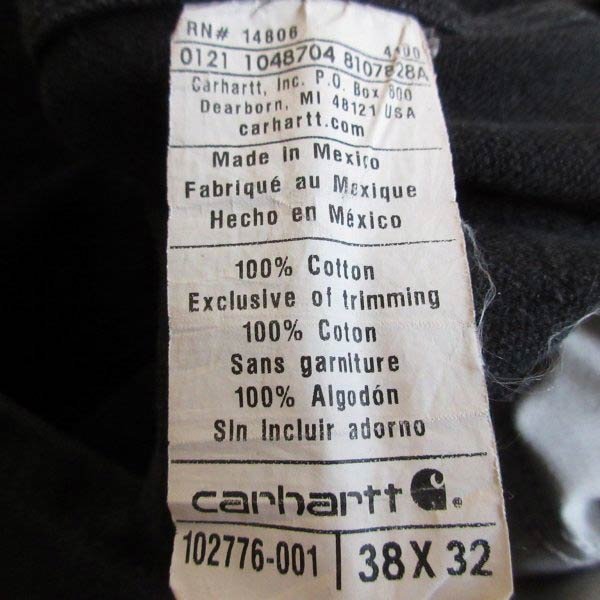 RN# 14806
0121 1048704 8107828A
Carhartt, Inc. P.O. Box 800
Dearborn, MI 48121 USA
carhartt.com
Made in Mexico
Fabriqué au Mexique
Hecho en México
100% Cotton
Exclusive of trimming
100% Coton
Sans garniture
100% Algodón
Sin Incluir adorno
carhartt
102776-001 38 X 32